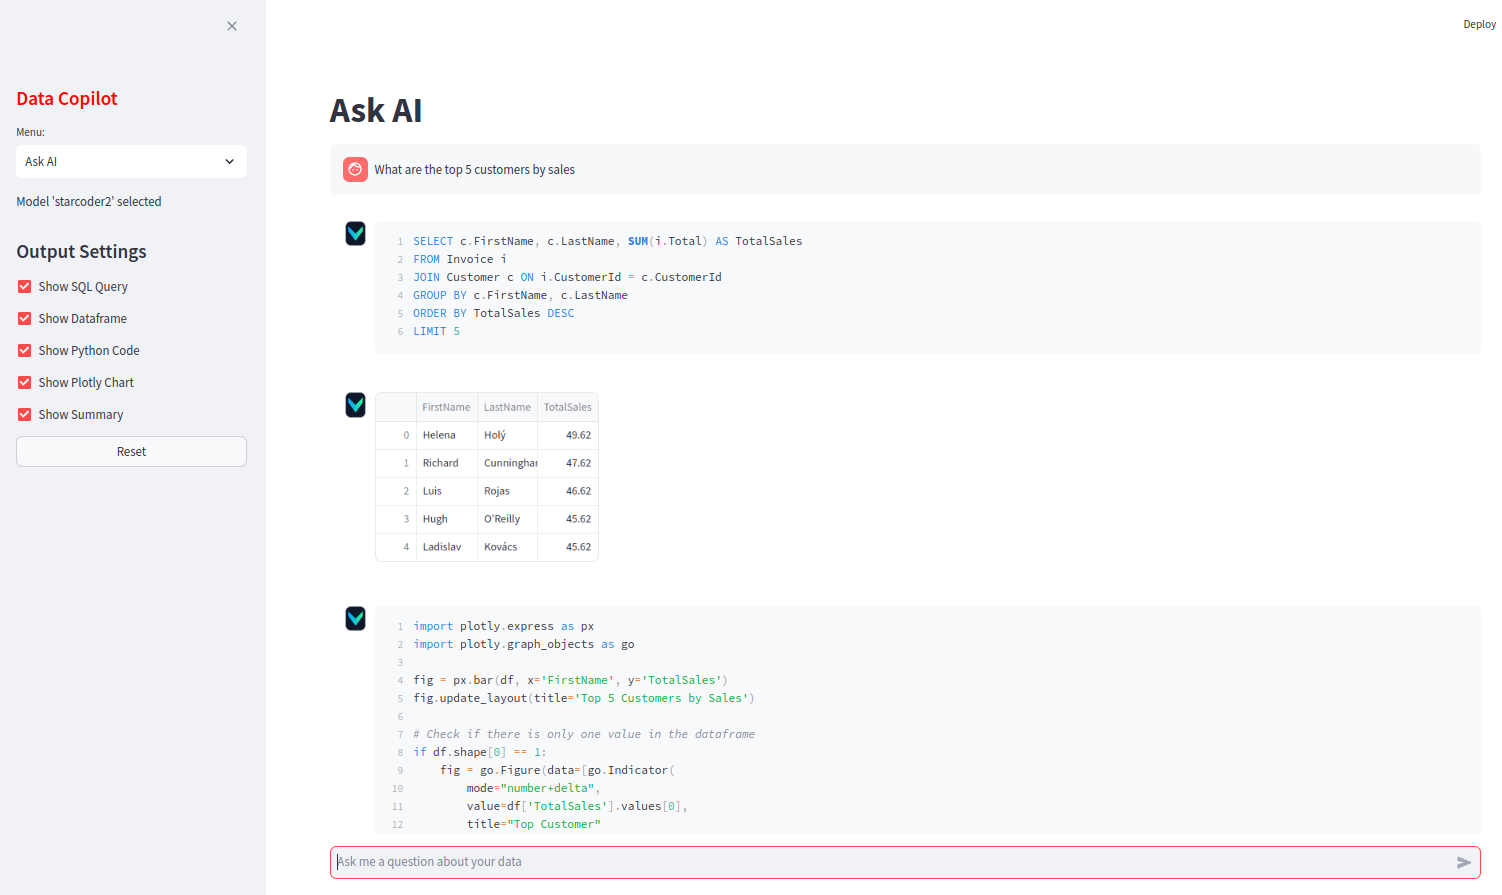 Deploy
Data Copilot
Menu:
Ask AI
Model 'starcoder2' selected
Output Settings
Show SQL Query
Show Dataframe
Show Python Code
Show Plotly Chart
Show Summary
Reset
Ask AI
What are the top 5 customers by sales
1 SELECT c.FirstName, c.LastName, SUM(i.Total) AS TotalSales
2 FROM Invoice i
3 JOIN Customer c ON i.CustomerId = c.CustomerId
4 GROUP BY c.FirstName, c.LastName
5 ORDER BY TotalSales DESC
6 LIMIT 5
FirstName LastName TotalSales
0 Helena Holý 49.62
1 Richard Cunningha 47.62
2 Luis Rojas 46.62
3 Hugh O'Reilly 45.62
4 Ladislav Kovács 45.62
1 import plotly.express as px
2 import plotly.graph_objects as go
3
4 fig = px.bar(df, x='FirstName', y='TotalSales')
5 fig.update_layout(title='Top 5 Customers by Sales')
6
7 # Check if there is only one value in the dataframe
8 if df.shape[0] == 1:
9     fig = go.Figure(data=[go.Indicator(
10         mode="number+delta",
11         value=df['TotalSales'].values[0],
12         title="Top Customer"
Ask me a question about your data